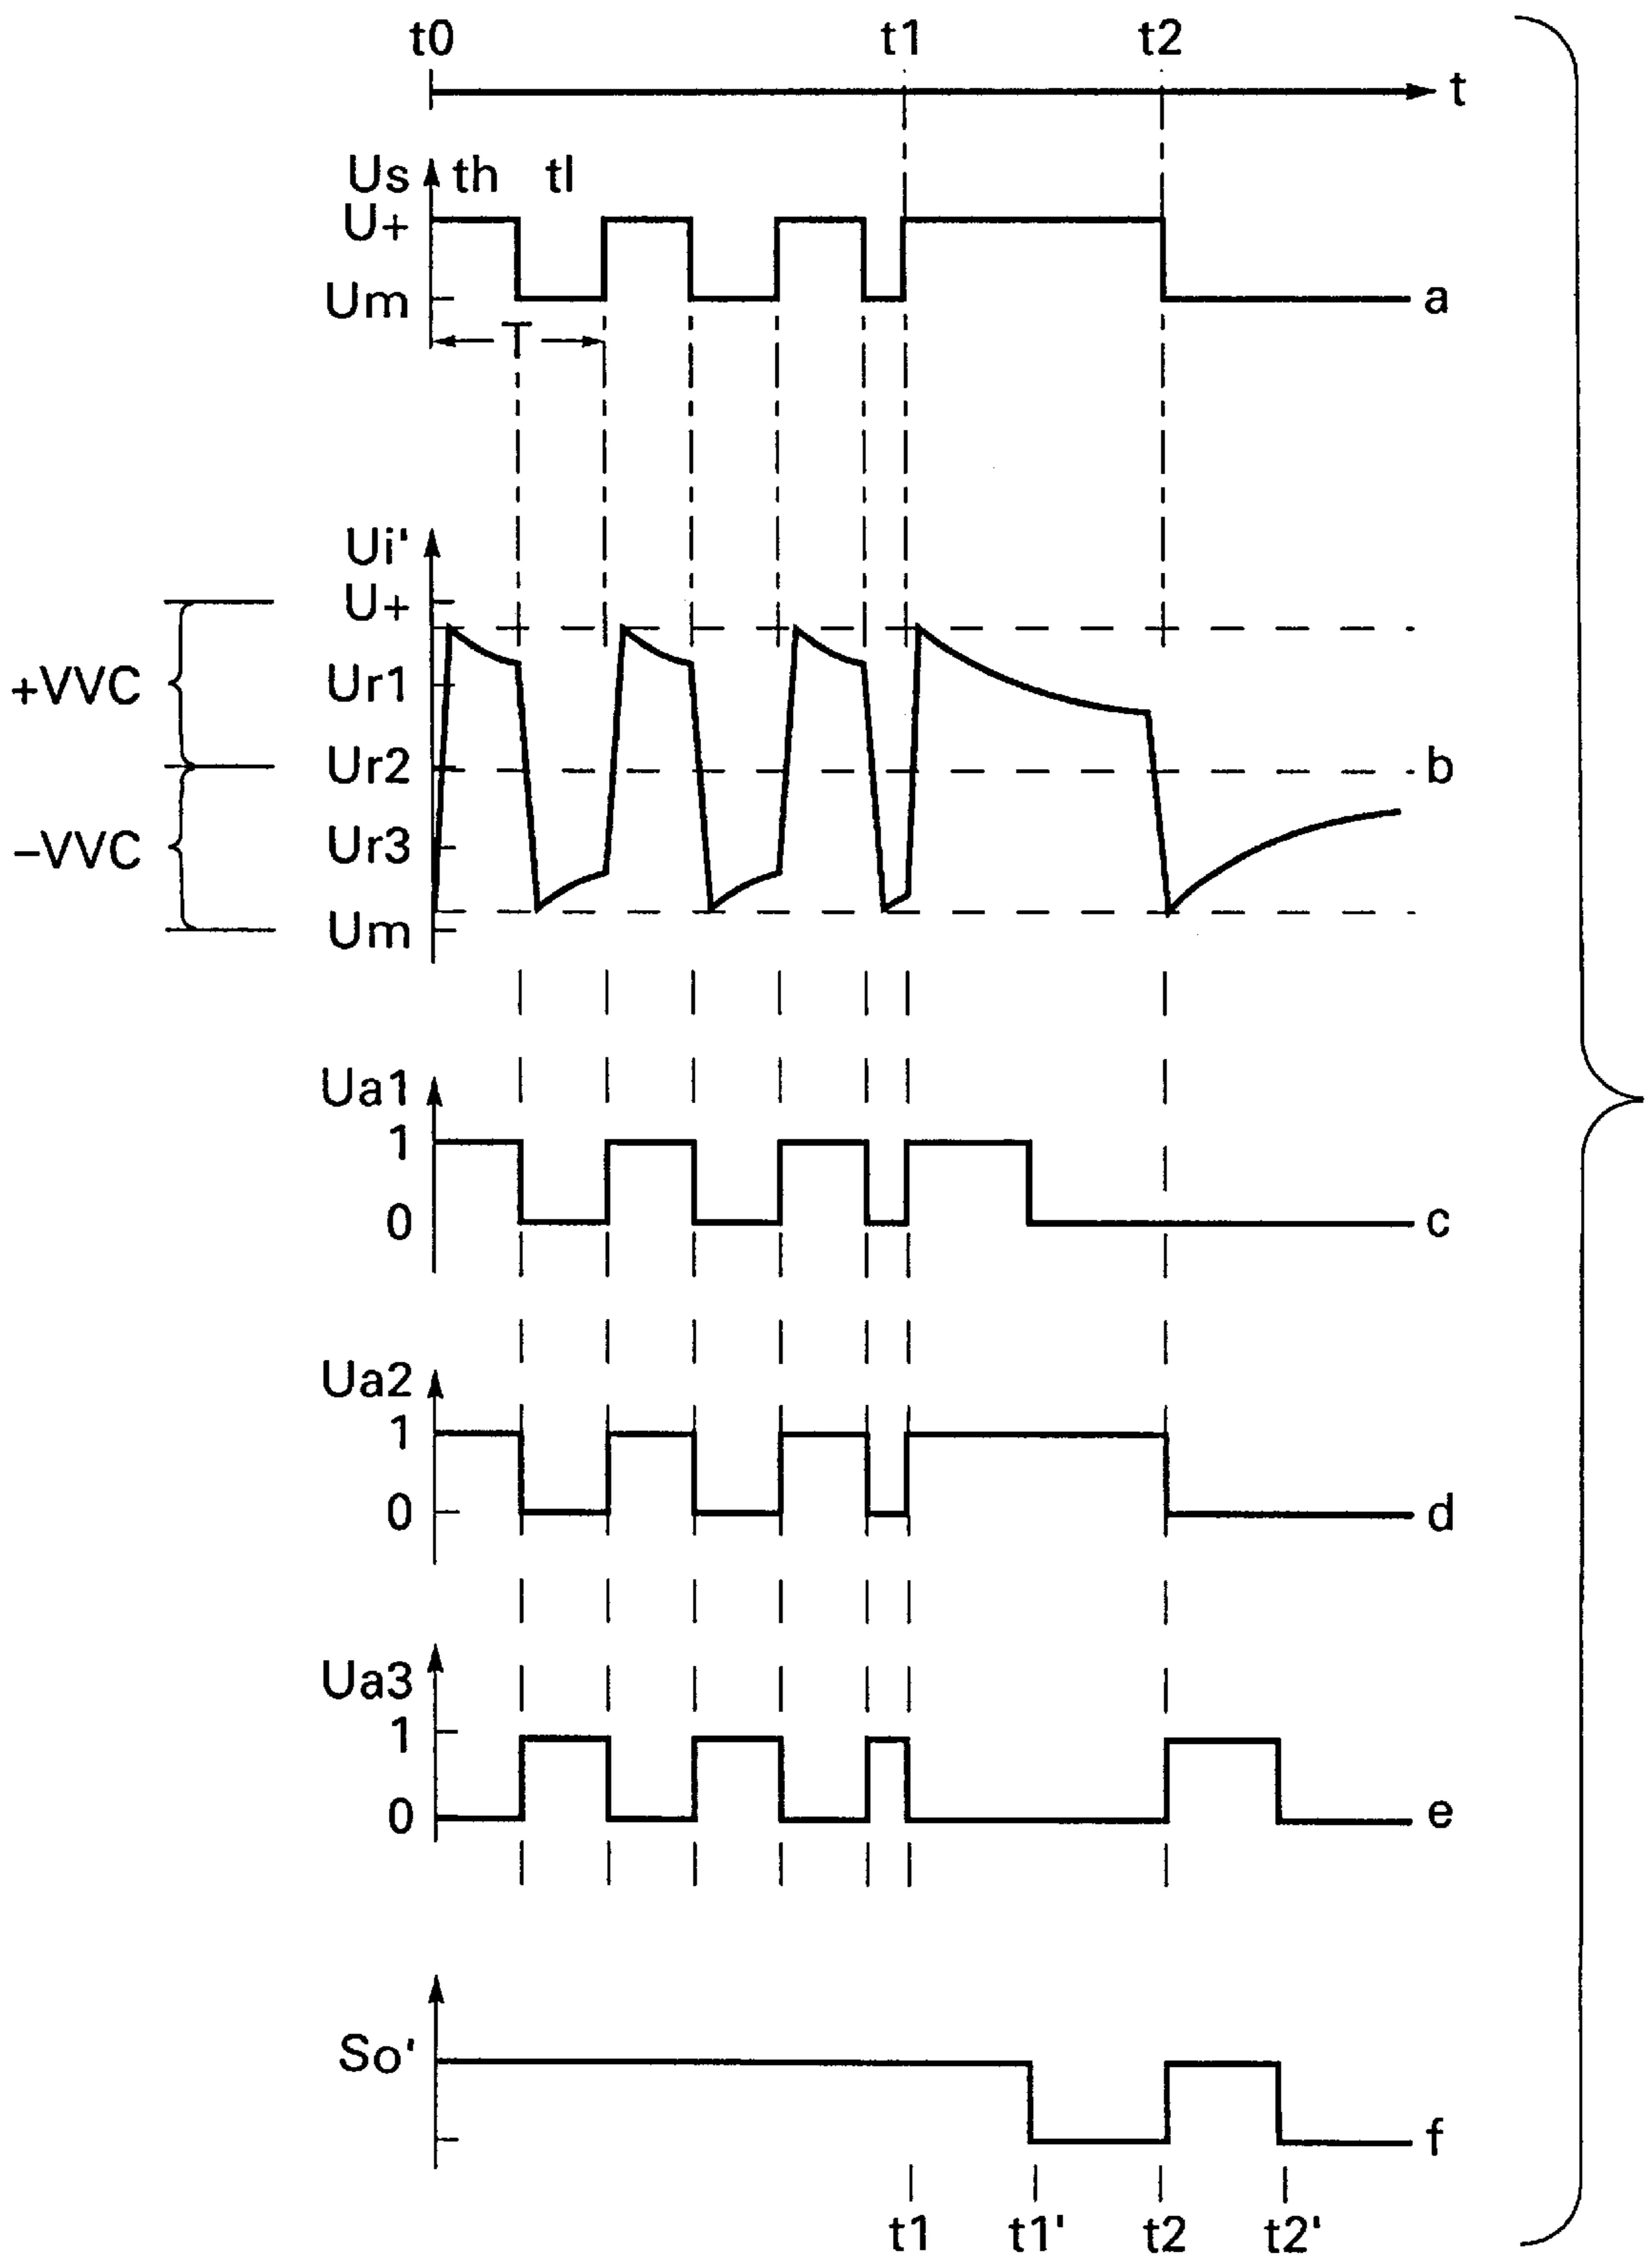 t0 t1 t2
t
Us th tl
U+
Um a
T
Ui'
U+
+VVC Ur1
Ur2 b
-VVC Ur3
Um
Ua1
1
0 c
Ua2
1
0 d
Ua3
1
0 e
So'
f
t1 t1' t2 t2'